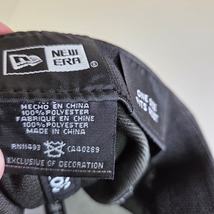 NEW
ERA
HECHO EN CHINA
100% POLYESTER
FABRIQUE EN CHINE
100% POLYESTER
MADE IN CHINA
RN11493 CA40289
EXCLUSIVE OF DECORATION